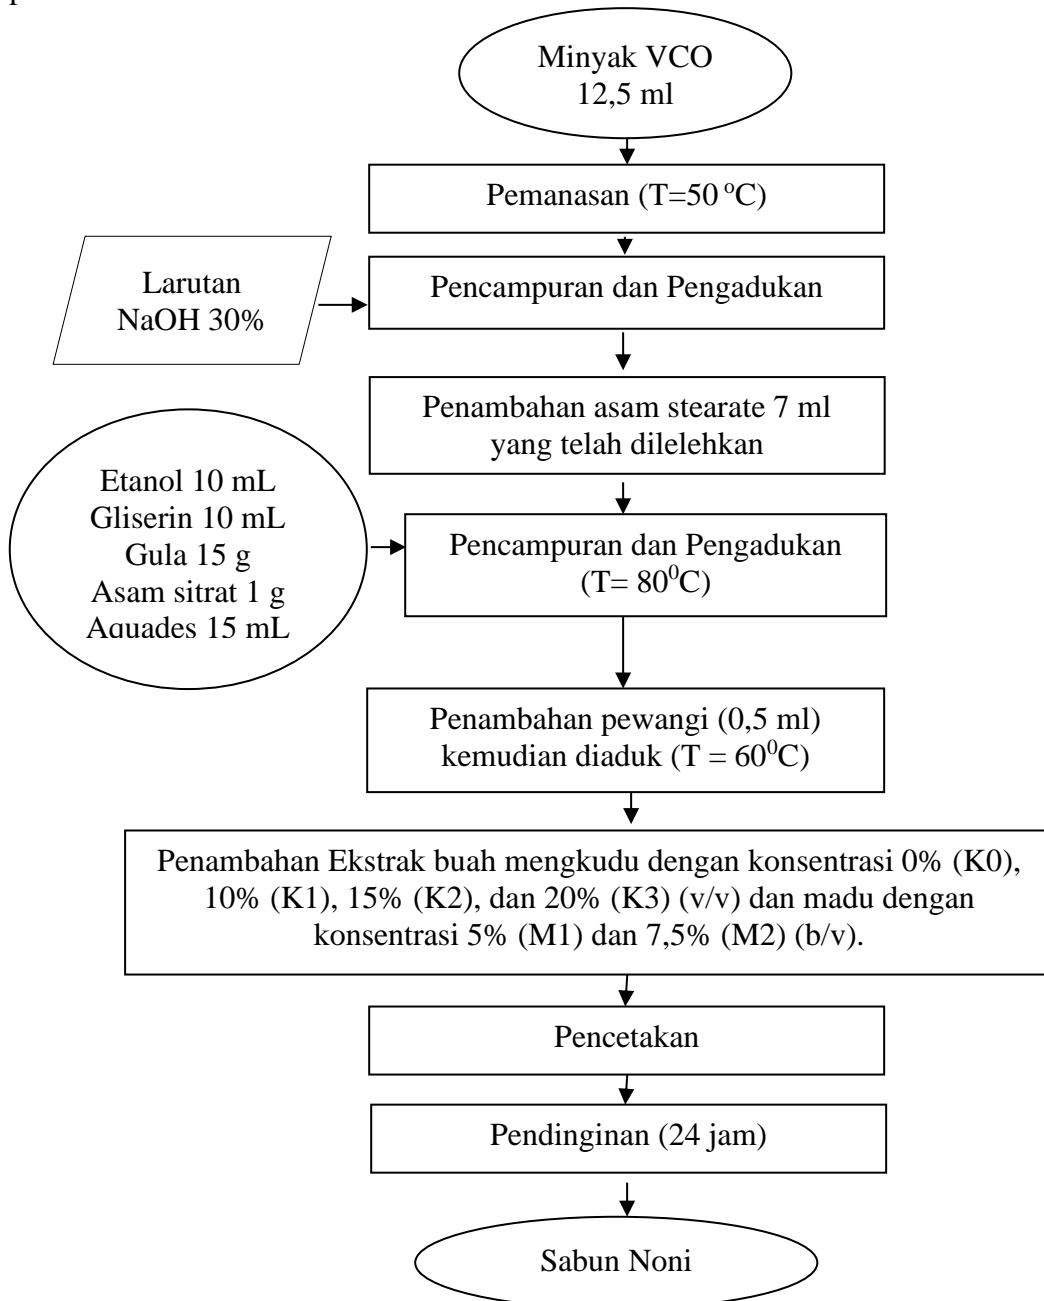 Minyak VCO
12,5 ml
Pemanasan (T=50 °C)
Larutan
NaOH 30%
Pencampuran dan Pengadukan
Penambahan asam stearate 7 ml
yang telah dilelehkan
Etanol 10 mL
Gliserin 10 mL
Gula 15 g
Asam sitrat 1 g
Aquades 15 mL
Pencampuran dan Pengadukan
(T= 80⁰C)
Penambahan pewangi (0,5 ml)
kemudian diaduk (T = 60⁰C)
Penambahan Ekstrak buah mengkudu dengan konsentrasi 0% (K0),
10% (K1), 15% (K2), dan 20% (K3) (v/v) dan madu dengan
konsentrasi 5% (M1) dan 7,5% (M2) (b/v).
Pencetakan
Pendinginan (24 jam)
Sabun Noni